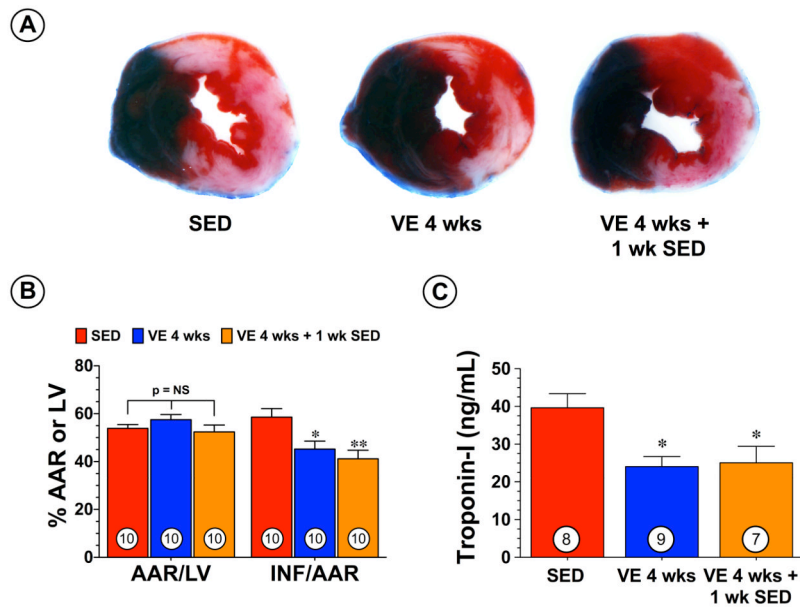 A
SED
VE 4 wks
VE 4 wks +
1 wk SED
B
SED VE 4 wks VE 4 wks + 1 wk SED
% AAR or LV
80
60
40
20
0
p = NS
*
**
10 10 10 10 10 10
AAR/LV INF/AAR
C
Troponin-I (ng/mL)
50
40
30
20
10
0
* *
8 9 7
SED VE 4 wks VE 4 wks +
1 wk SED